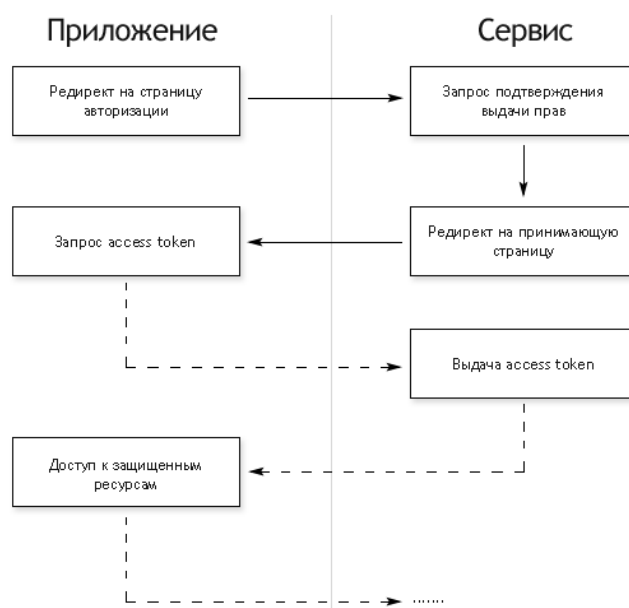 Приложение
Сервис
Редирект на страницу
авторизации
Запрос подтверждения
выдачи прав
Запрос access token
Редирект на принимающую
страницу
Выдача access token
Доступ к защищенным
ресурсам
.......